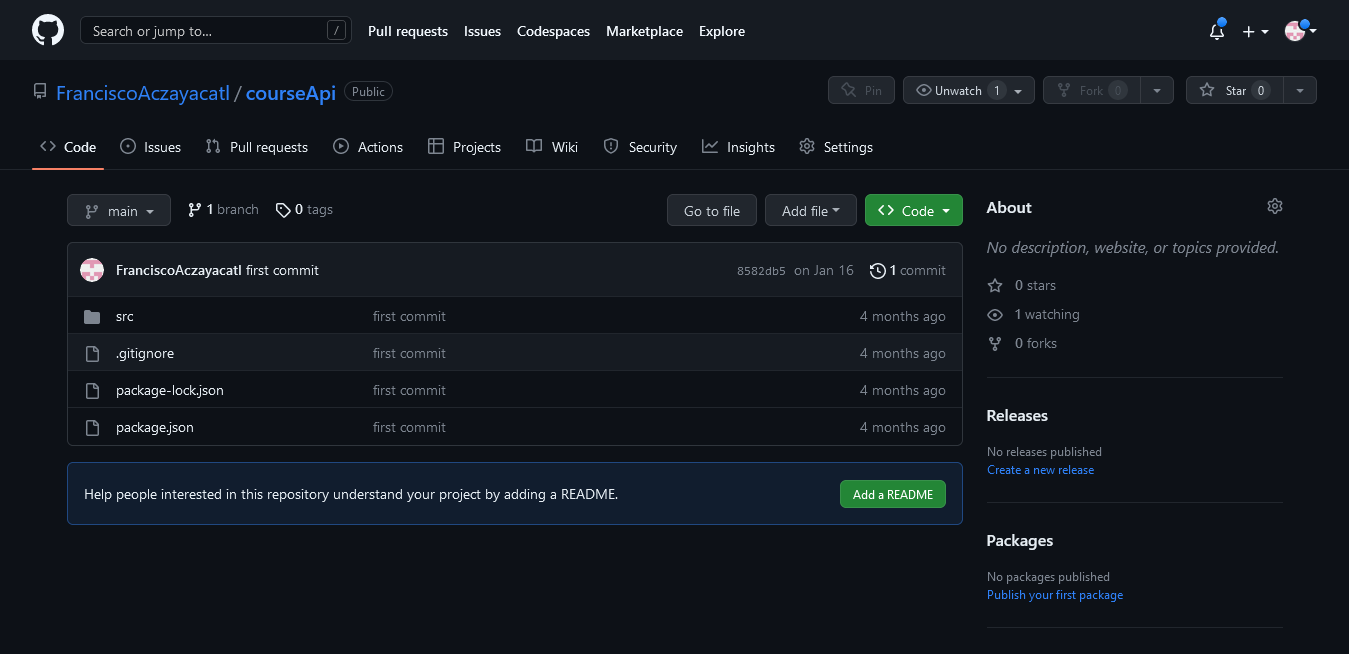 Search or jump to... /
Pull requests Issues Codespaces Marketplace Explore
FranciscoAczayacatl / courseApi Public
Pin Unwatch 1 Fork 0 Star 0
Code Issues Pull requests Actions Projects Wiki Security Insights Settings
main 1 branch 0 tags Go to file Add file Code
FranciscoAczayacatl first commit 8582db5 on Jan 16 1 commit
src first commit 4 months ago
.gitignore first commit 4 months ago
package-lock.json first commit 4 months ago
package.json first commit 4 months ago
Help people interested in this repository understand your project by adding a README. Add a README
About
No description, website, or topics provided.
0 stars
1 watching
0 forks
Releases
No releases published
Create a new release
Packages
No packages published
Publish your first package